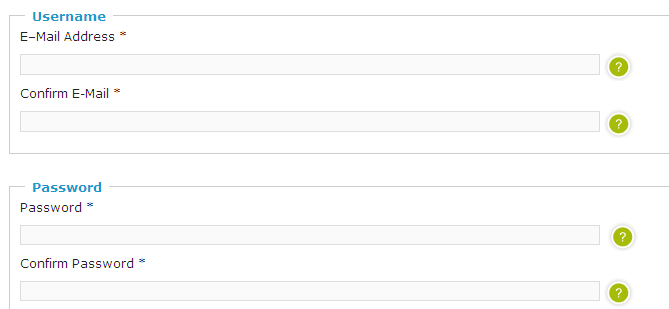 Username
E–Mail Address *
?
Confirm E-Mail *
?
Password
Password *
?
Confirm Password *
?